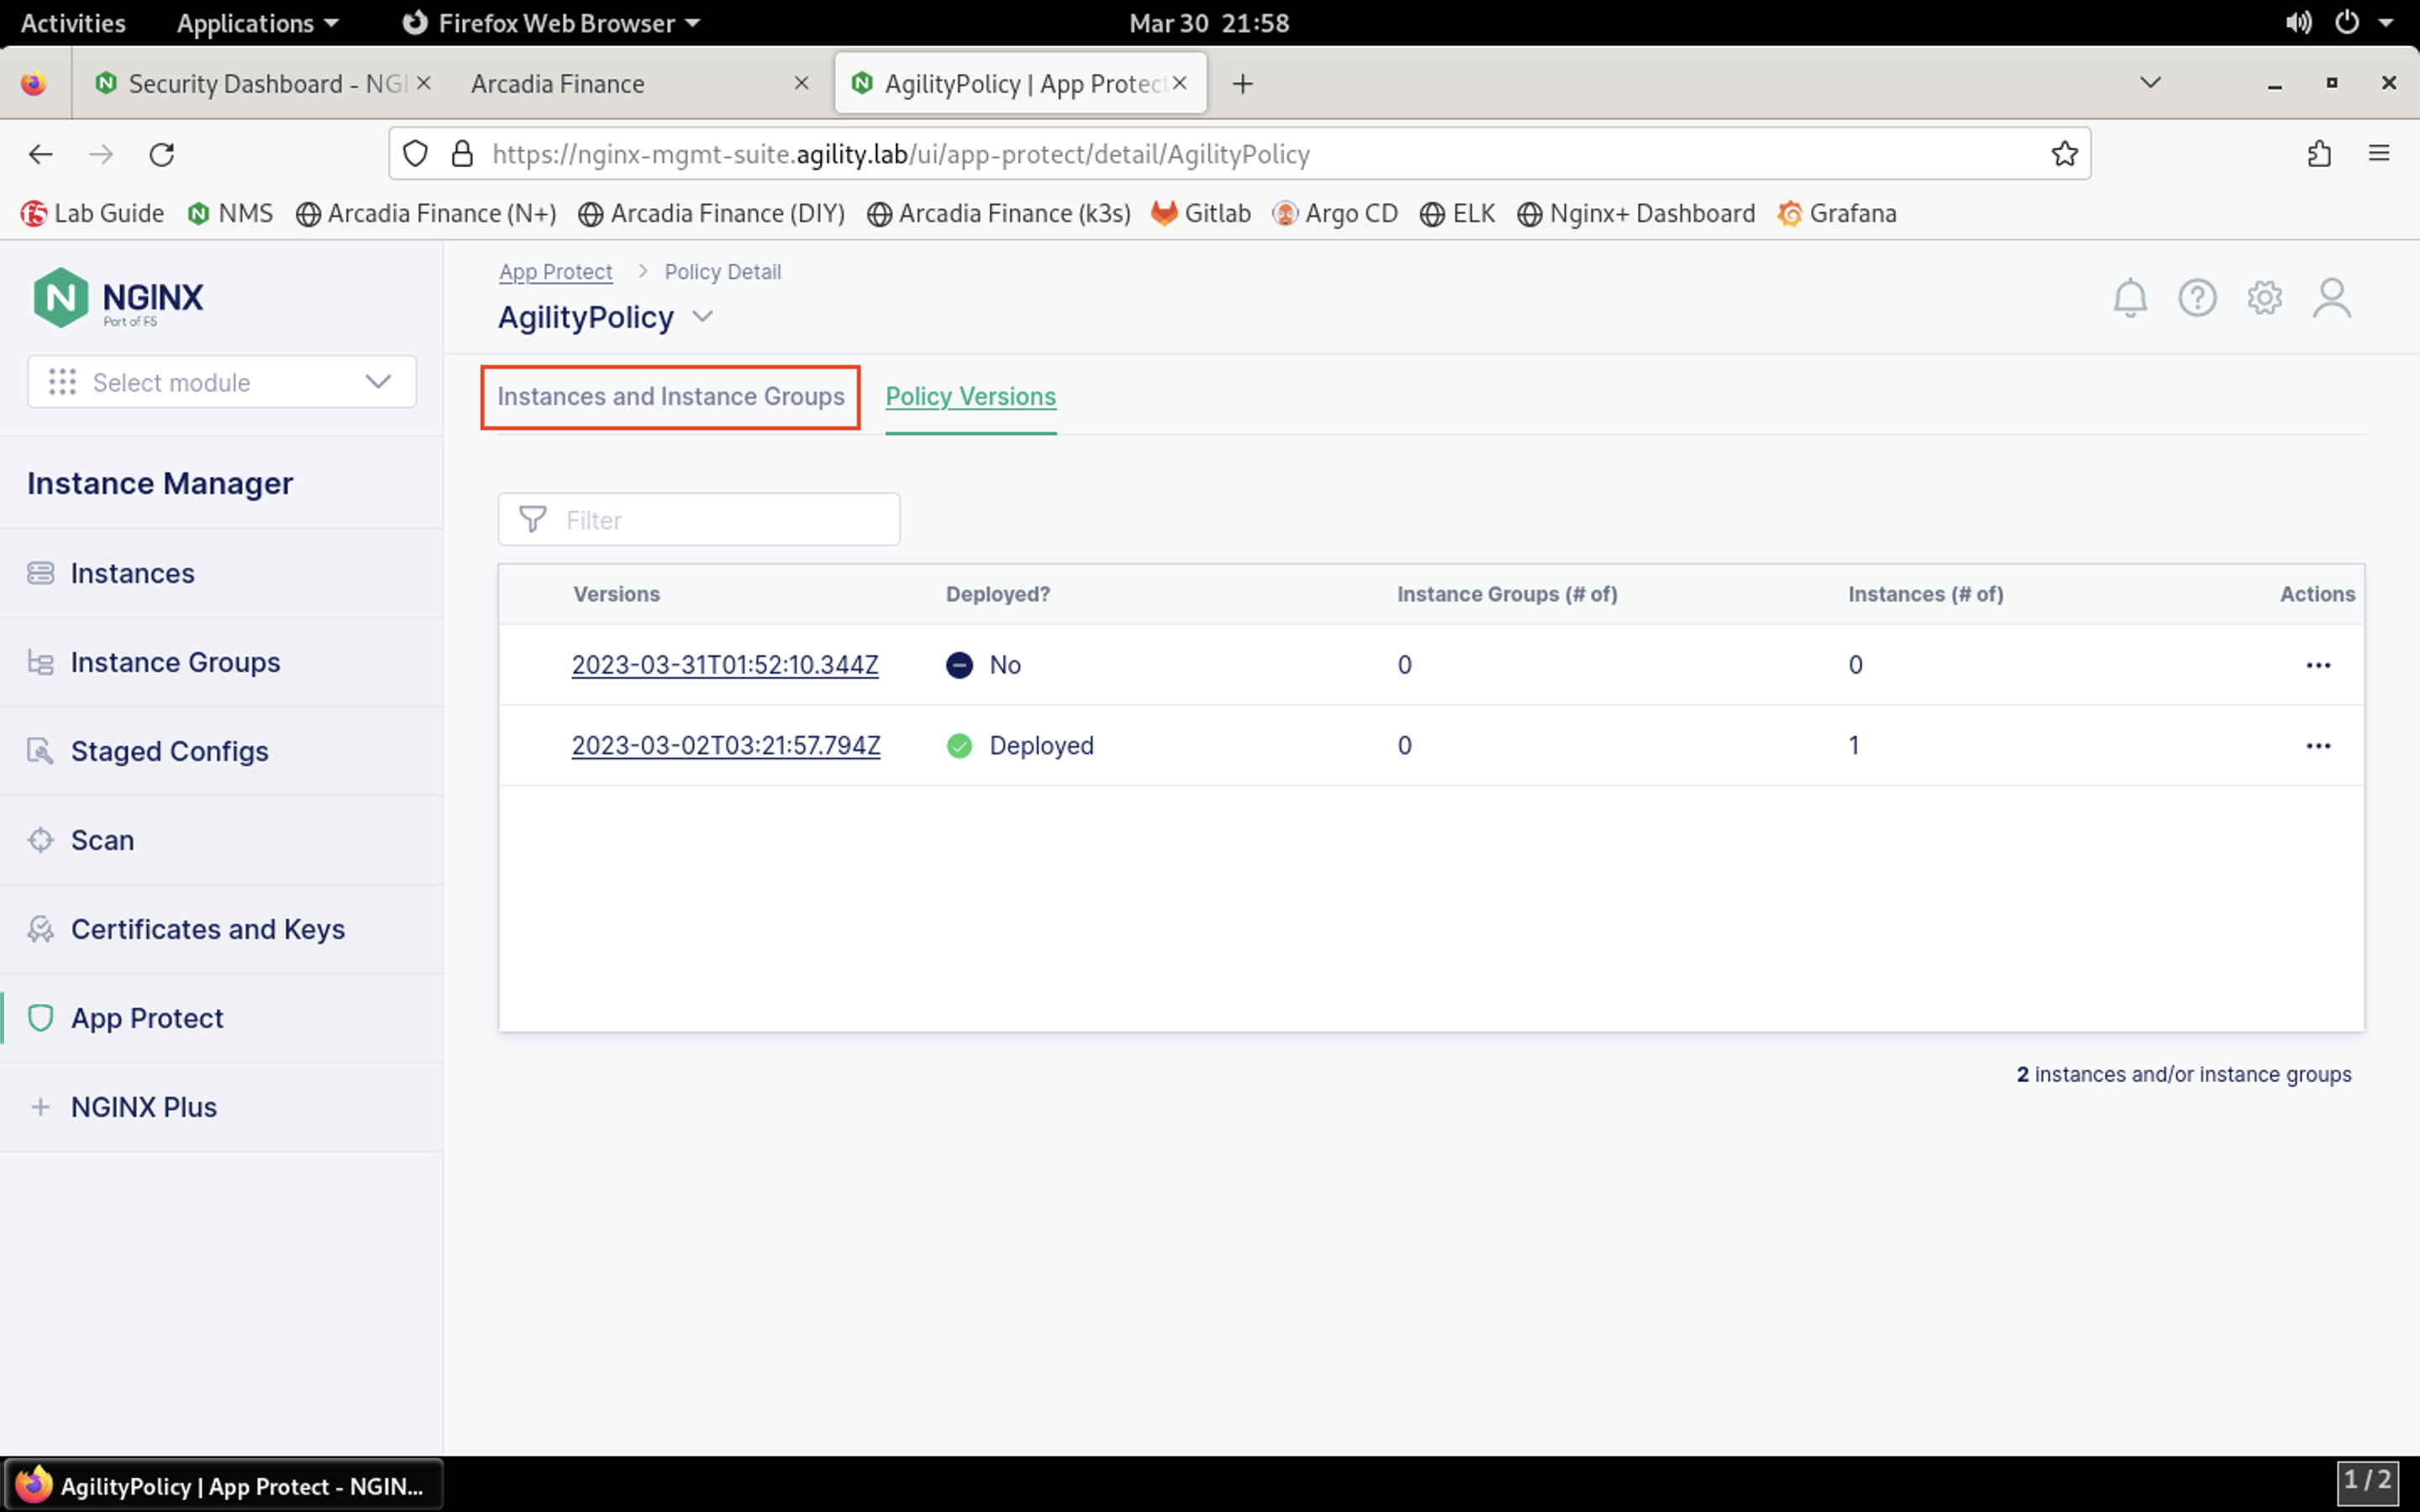 Activities Applications Firefox Web Browser Mar 30 21:58
Security Dashboard - NGI Arcadia Finance AgilityPolicy | App Protect
https://nginx-mgmt-suite.agility.lab/ui/app-protect/detail/AgilityPolicy
Lab Guide NMS Arcadia Finance (N+) Arcadia Finance (DIY) Arcadia Finance (k3s) Gitlab Argo CD ELK Nginx+ Dashboard Grafana
NGINX
Part of F5
Select module
Instance Manager
Instances
Instance Groups
Staged Configs
Scan
Certificates and Keys
App Protect
NGINX Plus
App Protect > Policy Detail
AgilityPolicy
Instances and Instance Groups Policy Versions
Filter
Versions Deployed? Instance Groups (# of) Instances (# of) Actions
2023-03-31T01:52:10.344Z No 0 0
2023-03-02T03:21:57.794Z Deployed 0 1
2 instances and/or instance groups
AgilityPolicy | App Protect - NGIN...
1 / 2